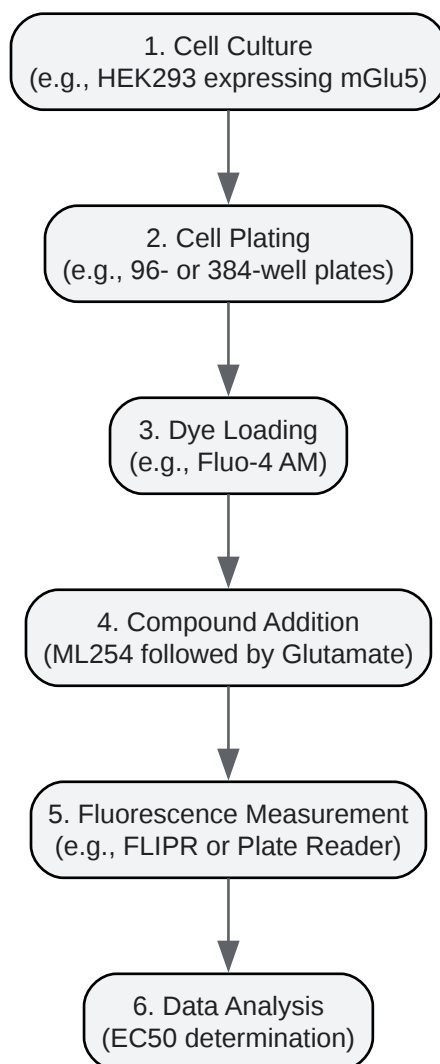 1. Cell Culture
(e.g., HEK293 expressing mGlu5)
2. Cell Plating
(e.g., 96- or 384-well plates)
3. Dye Loading
(e.g., Fluo-4 AM)
4. Compound Addition
(ML254 followed by Glutamate)
5. Fluorescence Measurement
(e.g., FLIPR or Plate Reader)
6. Data Analysis
(EC50 determination)